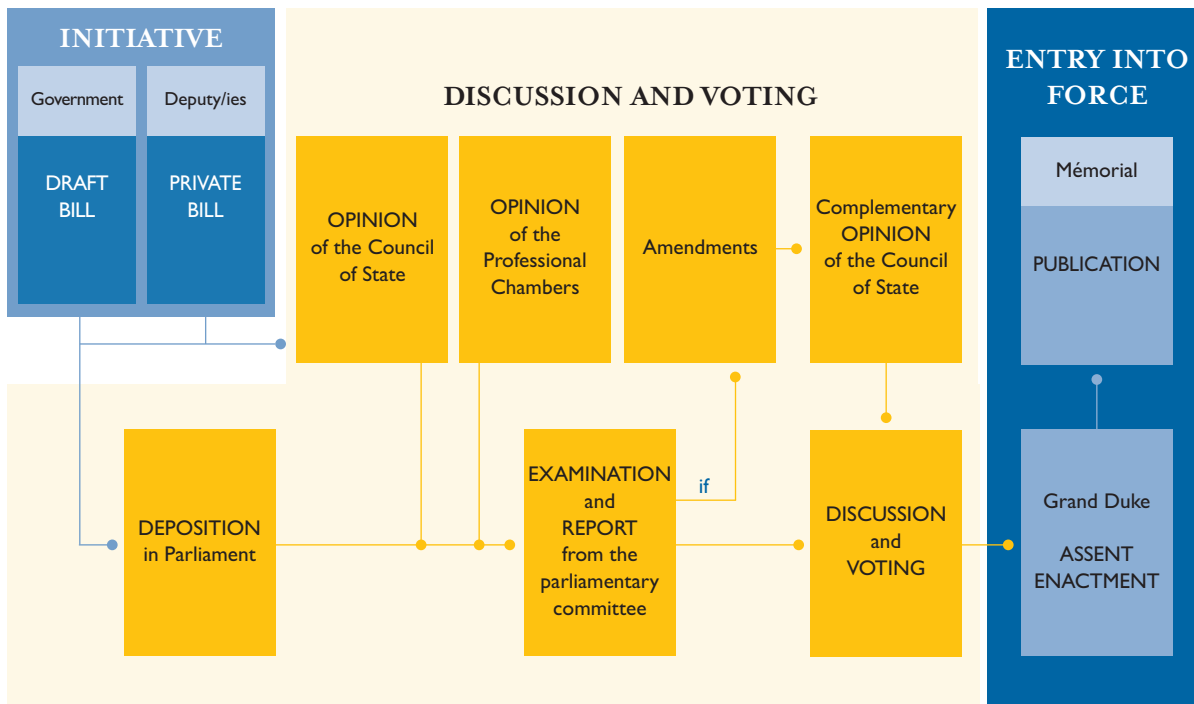 INITIATIVE
Government
DRAFT
BILL
Deputy/ies
PRIVATE
BILL
DISCUSSION AND VOTING
OPINION
of the Council
of State
OPINION
of the
Professional
Chambers
Amendments
Complementary
OPINION
of the Council
of State
DEPOSITION
in Parliament
EXAMINATION
and
REPORT
from the
parliamentary
committee
if
DISCUSSION
and
VOTING
ENTRY INTO
FORCE
Mémorial
PUBLICATION
Grand Duke
ASSENT
ENACTMENT